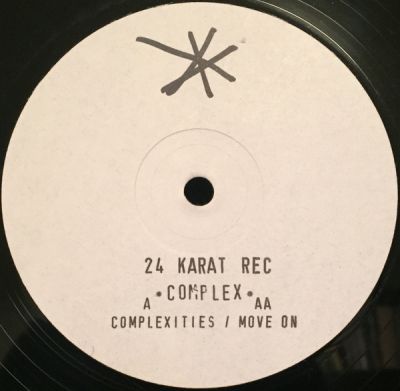 24 KARAT REC
A • COMPLEX • AA
COMPLEXITIES / MOVE ON